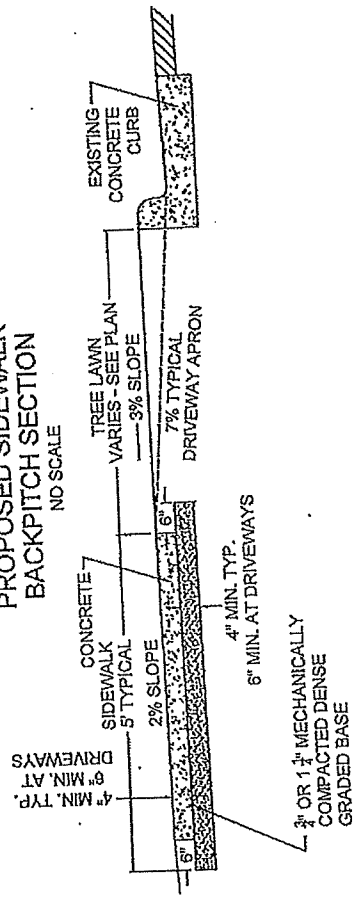 PROPOSED SIDEWALK
BACKPITCH SECTION
NO SCALE
4" MIN. TYP.
6" MIN. AT
DRIVEWAYS
CONCRETE
SIDEWALK
5' TYPICAL
2% SLOPE
6"
6"
TREE LAWN
VARIES - SEE PLAN
3% SLOPE
7% TYPICAL
DRIVEWAY APRON
EXISTING
CONCRETE
CURB
4" MIN. TYP.
6" MIN. AT DRIVEWAYS
3/4" OR 1 1/4" MECHANICALLY
COMPACTED DENSE
GRADED BASE